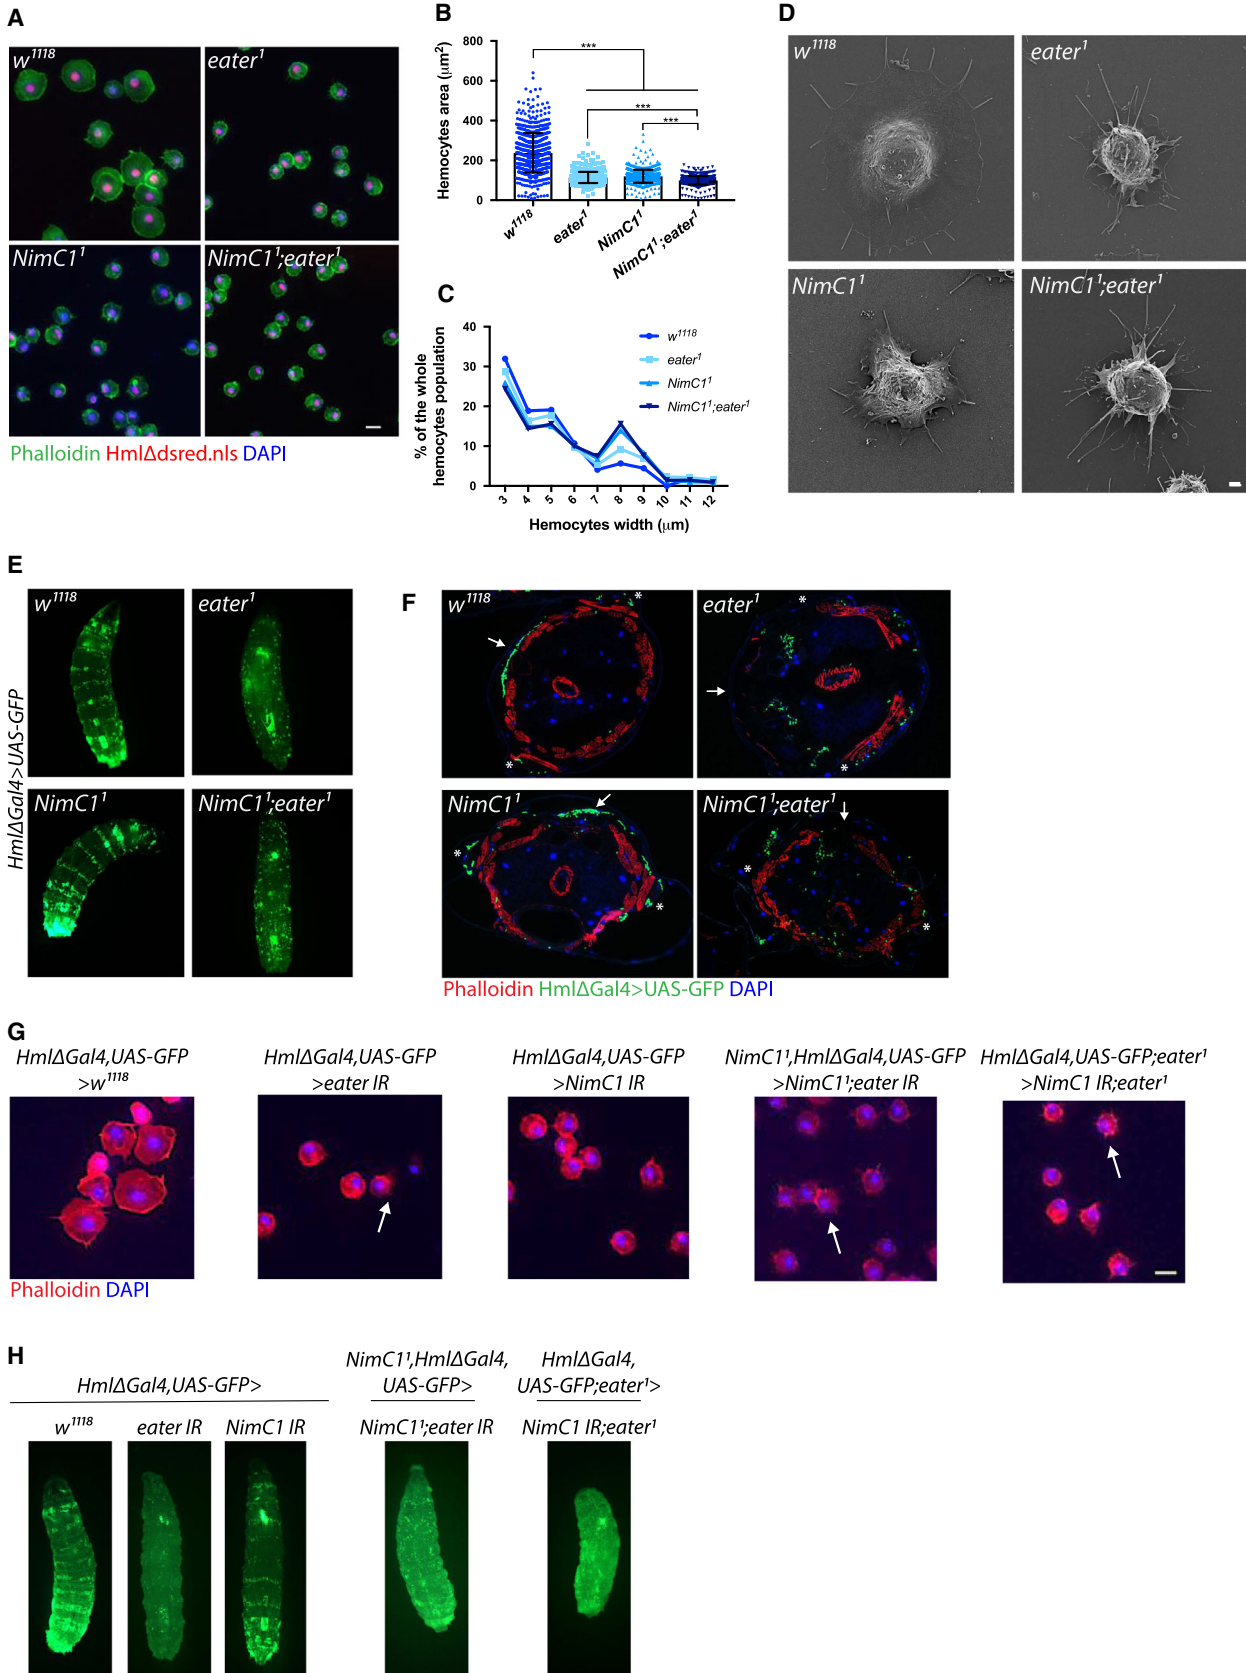 A
w¹¹¹⁸
eater¹
NimC1¹
NimC1¹;eater¹
Phalloidin HmlΔdsred.nls DAPI
B
Hemocytes area (μm²)
800
600
400
200
0
***
***
***
w¹¹¹⁸
eater¹
NimC1¹
NimC1¹;eater¹
C
% of the whole
hemocytes population
40
30
20
10
0
w¹¹¹⁸
eater¹
NimC1¹
NimC1¹;eater¹
3 4 5 6 7 8 9 10 11 12
Hemocytes width (μm)
D
w¹¹¹⁸
eater¹
NimC1¹
NimC1¹;eater¹
E
HmlΔGal4>UAS-GFP
w¹¹¹⁸
eater¹
NimC1¹
NimC1¹;eater¹
F
w¹¹¹⁸
*
*
eater¹
*
*
NimC1¹
*
*
NimC1¹;eater¹
*
*
Phalloidin HmlΔGal4>UAS-GFP DAPI
G
HmlΔGal4,UAS-GFP
>w¹¹¹⁸
HmlΔGal4,UAS-GFP
>eater IR
HmlΔGal4,UAS-GFP
>NimC1 IR
NimC1¹,HmlΔGal4,UAS-GFP
>NimC1¹;eater IR
HmlΔGal4,UAS-GFP;eater¹
>NimC1 IR;eater¹
Phalloidin DAPI
H
HmlΔGal4,UAS-GFP>
w¹¹¹⁸
eater IR
NimC1 IR
NimC1¹,HmlΔGal4,
UAS-GFP>
NimC1¹;eater IR
HmlΔGal4,
UAS-GFP;eater¹>
NimC1 IR;eater¹